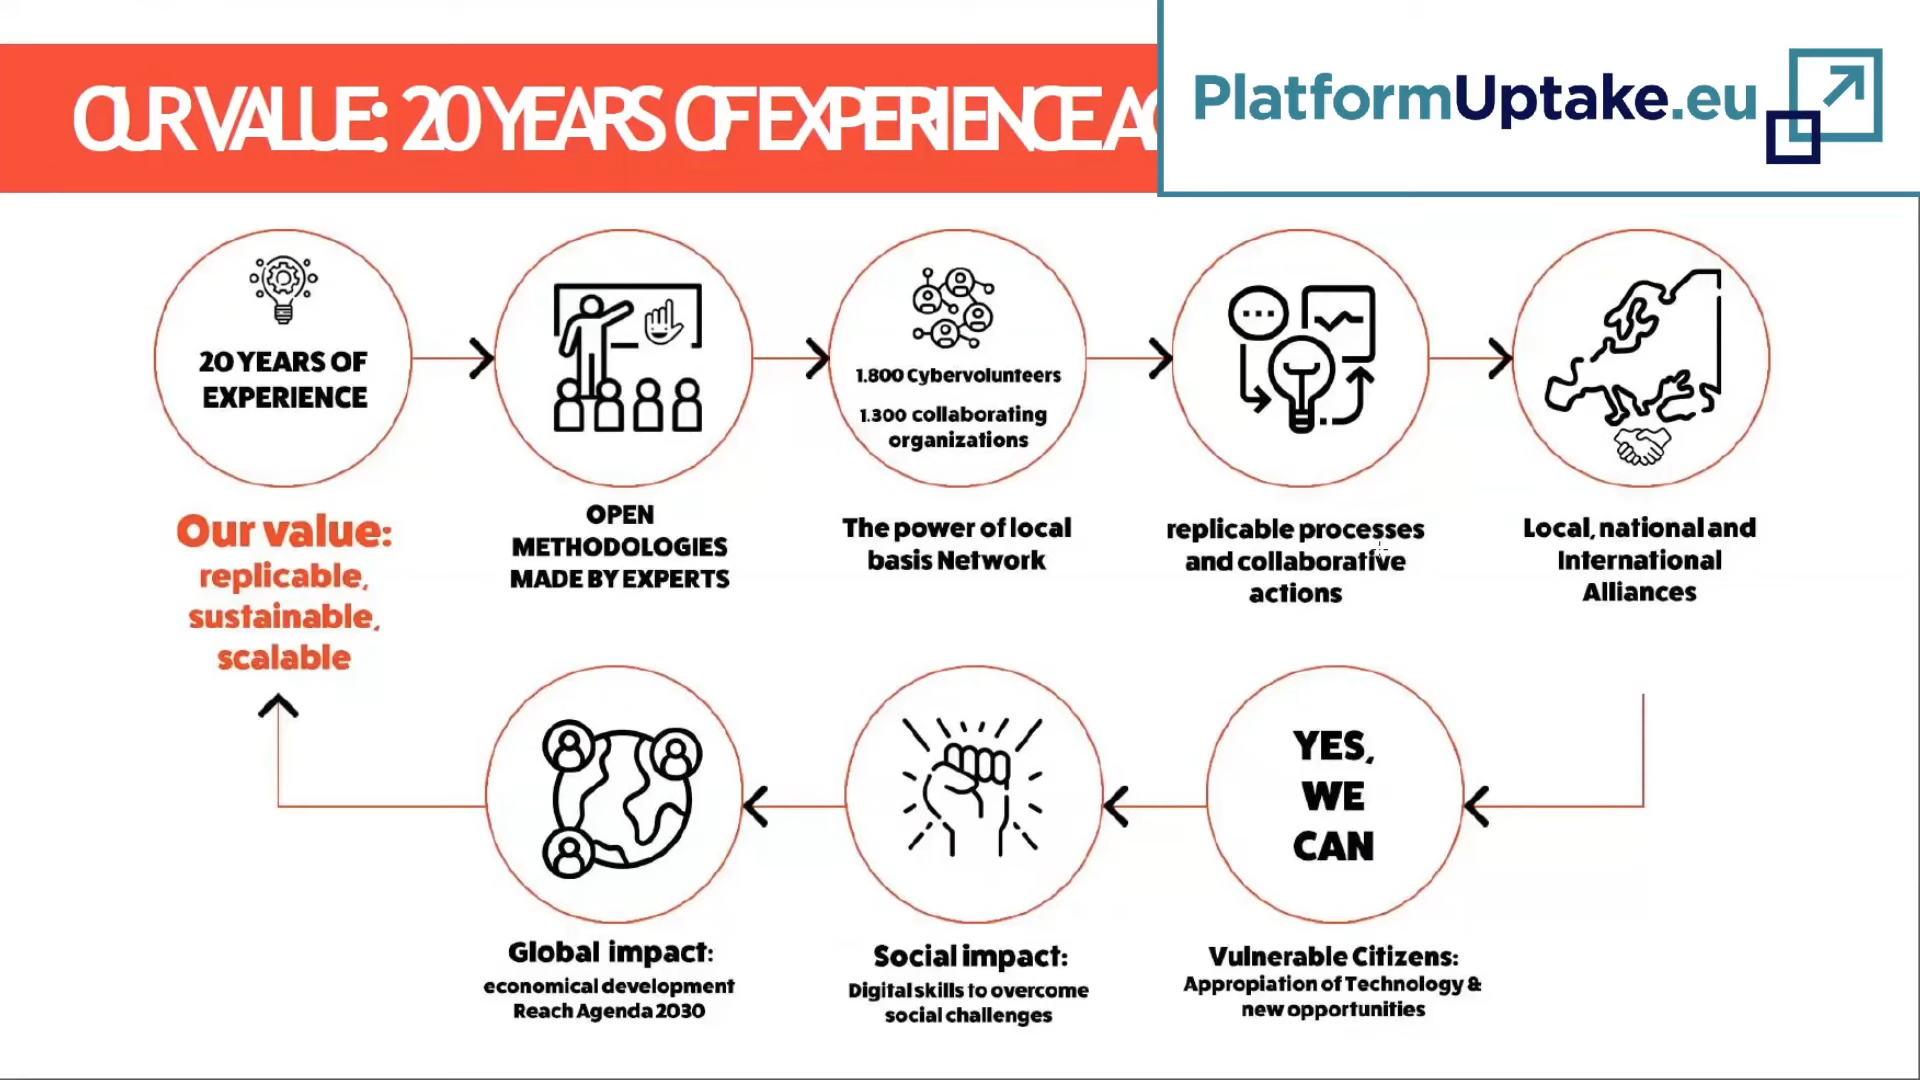 OUR VALUE: 20 YEARS OF EXPERIENCE
PlatformUptake.eu
20 YEARS OF
EXPERIENCE
1.800 Cybervolunteers
1.300 collaborating
organizations
Our value:
replicable,
sustainable,
scalable
OPEN
METHODOLOGIES
MADE BY EXPERTS
The power of local
basis Network
replicable processes
and collaborative
actions
Local, national and
International
Alliances
YES,
WE
CAN
Global impact:
economical development
Reach Agenda 2030
Social impact:
Digital skills to overcome
social challenges
Vulnerable Citizens:
Appropiation of Technology &
new opportunities